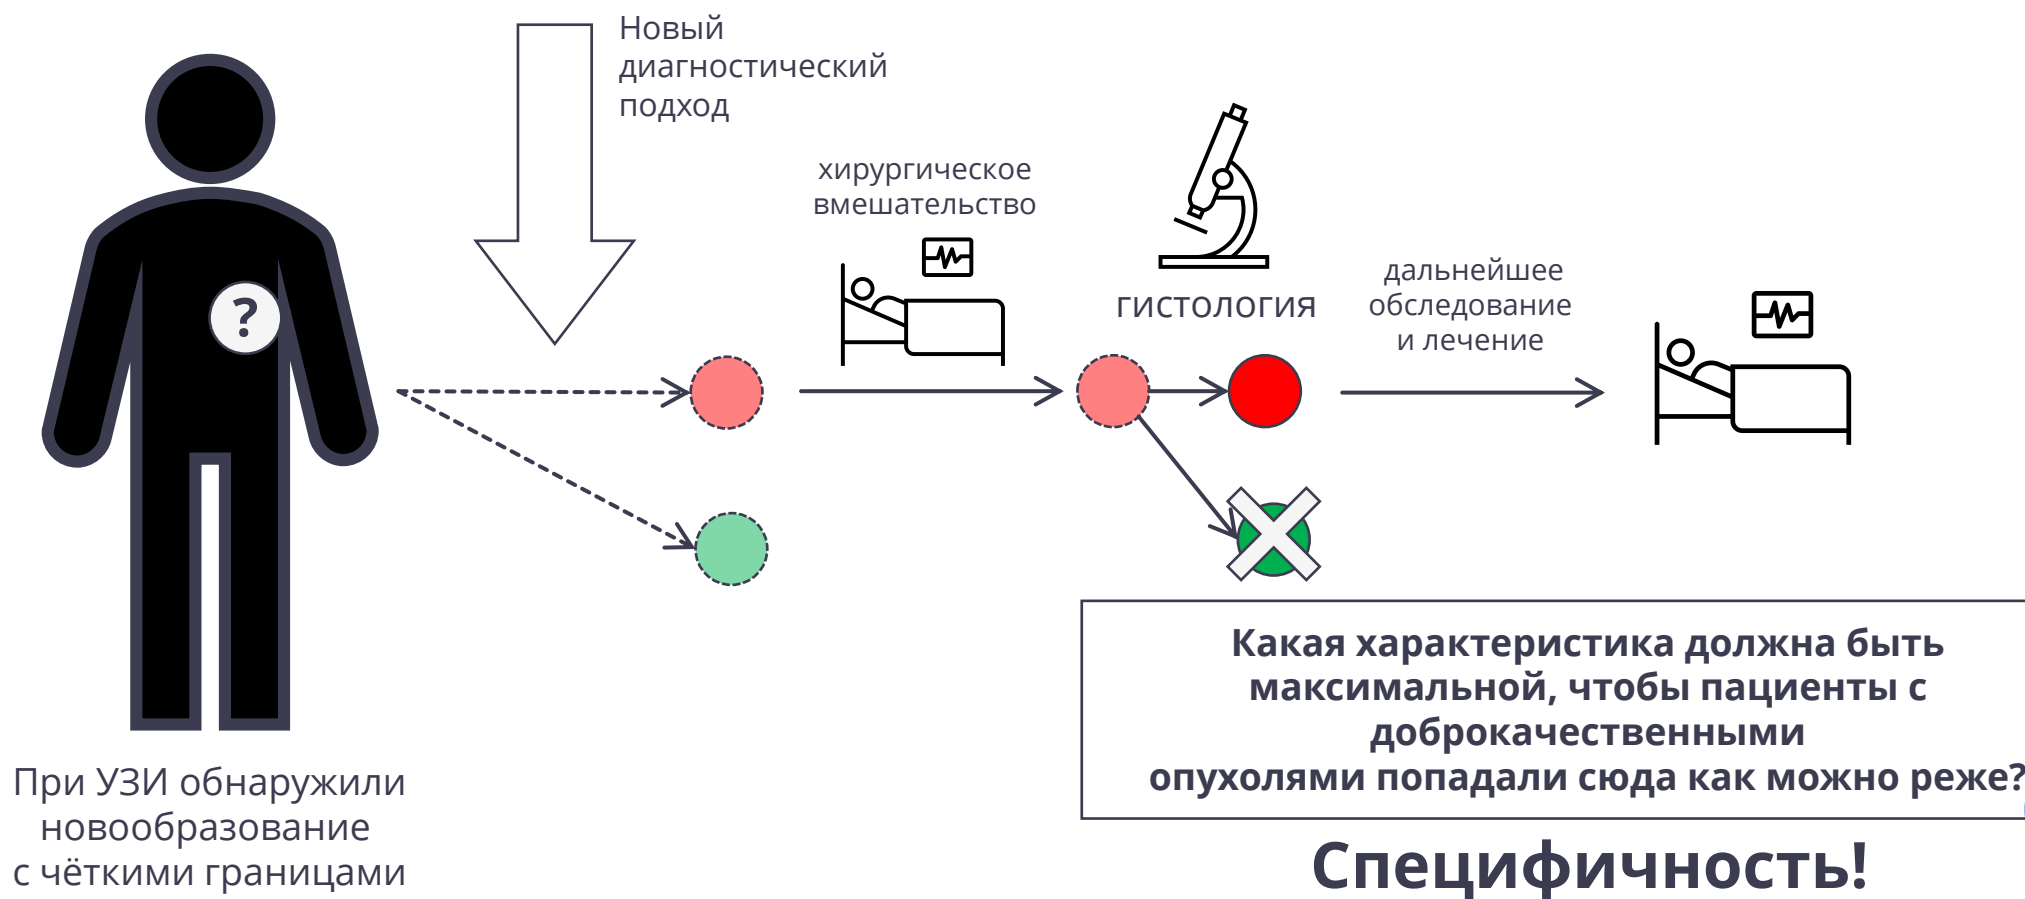 Новый
диагностический
подход
хирургическое
вмешательство
гистология
дальнейшее
обследование
и лечение
?
При УЗИ обнаружили
новообразование
с чёткими границами
Какая характеристика должна быть
максимальной, чтобы пациенты с
доброкачественными
опухолями попадали сюда как можно реже?
Специфичность!